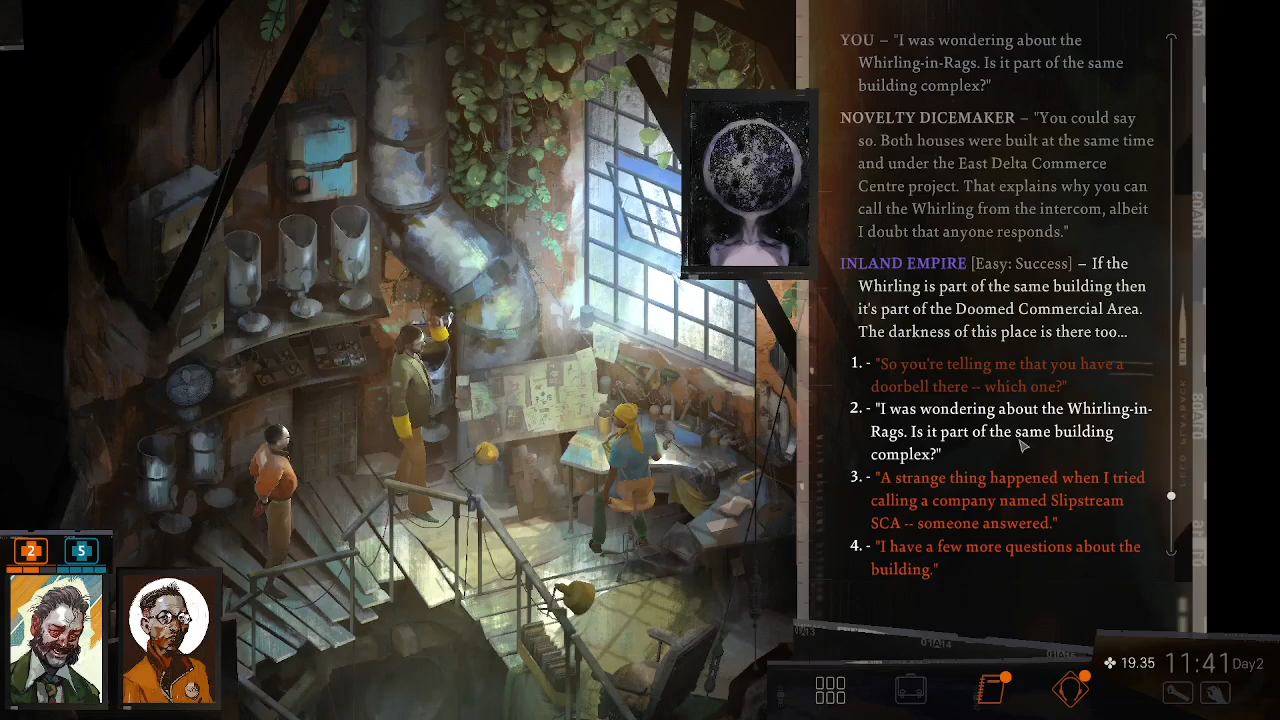 YOU – "I was wondering about the
Whirling-in-Rags. Is it part of the same
building complex?"
NOVELTY DICEMAKER – "You could say
so. Both houses were built at the same time
and under the East Delta Commerce
Centre project. That explains why you can
call the Whirling from the intercom, albeit
I doubt that anyone responds."
INLAND EMPIRE [Easy: Success] – If the
Whirling is part of the same building then
it's part of the Doomed Commercial Area.
The darkness of this place is there too...
1. - "So you're telling me that you have a
doorbell there -- which one?"
2. - "I was wondering about the Whirling-in-
Rags. Is it part of the same building
complex?"
3. - "A strange thing happened when I tried
calling a company named Slipstream
SCA -- someone answered."
4. - "I have a few more questions about the
building."
2
5
19.35
11:41 Day2